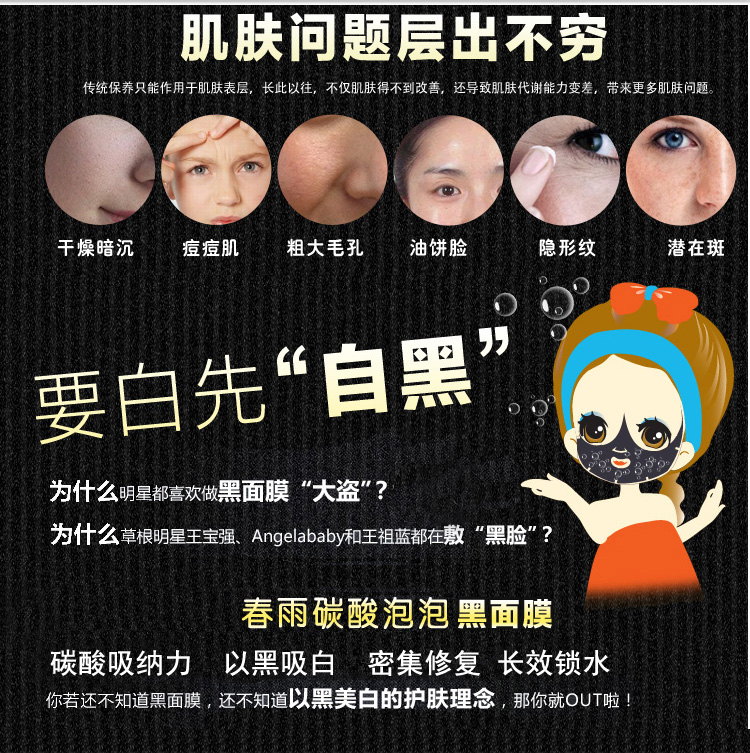 肌肤问题层出不穷
传统保养只能作用于肌肤表层，长此以往，不仅肌肤得不到改善，还导致肌肤代谢能力变差，带来更多肌肤问题。
干燥暗沉 痘痘肌 粗大毛孔 油饼脸 隐形纹 潜在斑
要白先“自黑”
为什么明星都喜欢做黑面膜“大盗”？
为什么草根明星王宝强、Angelababy和王祖蓝都在敷“黑脸”？
春雨碳酸泡泡黑面膜
碳酸吸纳力 以黑吸白 密集修复 长效锁水
你若还不知道黑面膜，还不知道以黑美白的护肤理念，那你就OUT啦！